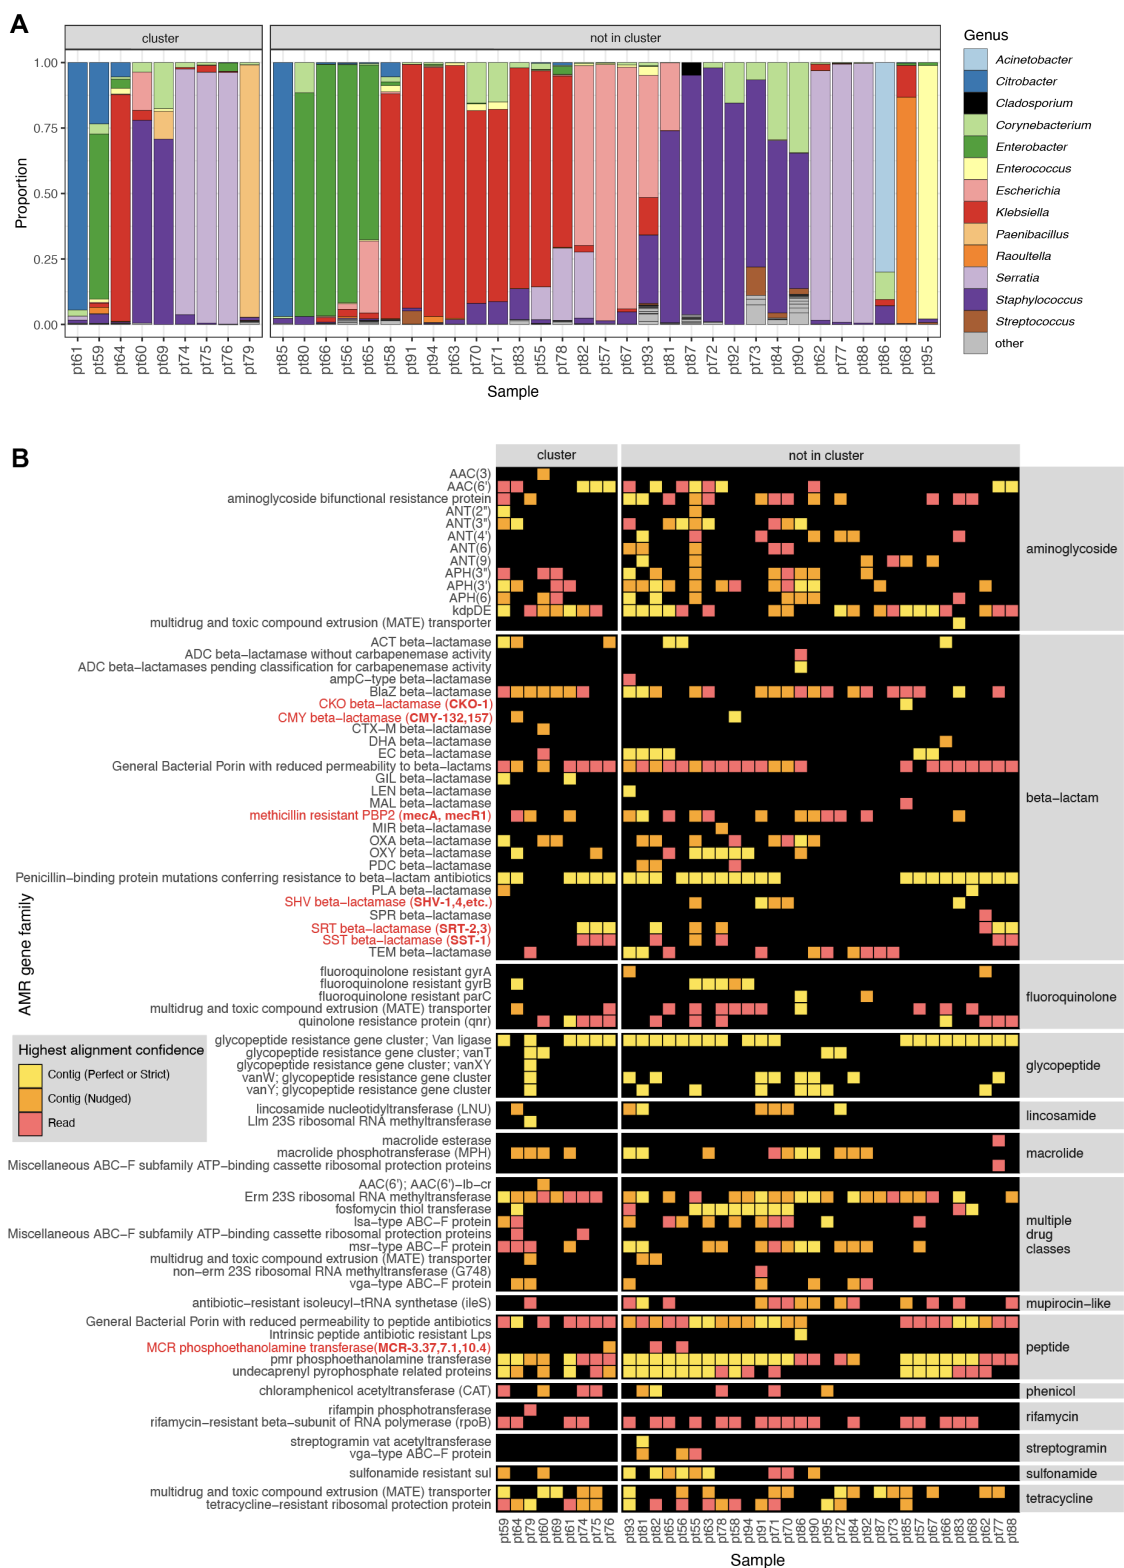 A
cluster
not in cluster
Genus
Acinetobacter
Citrobacter
Cladosporium
Corynebacterium
Enterobacter
Enterococcus
Escherichia
Klebsiella
Paenibacillus
Raoultella
Serratia
Staphylococcus
Streptococcus
other
Proportion
1.00
0.75
0.50
0.25
0.00
pt61 pt59 pt64 pt60 pt69 pt74 pt75 pt76 pt79 pt85 pt80 pt66 pt56 pt65 pt58 pt91 pt94 pt63 pt70 pt71 pt83 pt55 pt78 pt82 pt57 pt67 pt93 pt81 pt87 pt72 pt92 pt73 pt84 pt90 pt62 pt77 pt88 pt86 pt68 pt95
Sample
B
cluster
not in cluster
AMR gene family
AAC(3)
AAC(6')
aminoglycoside bifunctional resistance protein
ANT(2")
ANT(3")
ANT(4')
ANT(6)
ANT(9)
APH(3")
APH(3')
APH(6)
kdpDE
multidrug and toxic compound extrusion (MATE) transporter
aminoglycoside
ACT beta-lactamase
ADC beta-lactamase without carbapenemase activity
ADC beta-lactamases pending classification for carbapenemase activity
ampC-type beta-lactamase
BlaZ beta-lactamase
CKO beta-lactamase (CKO-1)
CMY beta-lactamase (CMY-132,157)
CTX-M beta-lactamase
DHA beta-lactamase
EC beta-lactamase
General Bacterial Porin with reduced permeability to beta-lactams
GIL beta-lactamase
LEN beta-lactamase
MAL beta-lactamase
methicillin resistant PBP2 (mecA, mecR1)
MIR beta-lactamase
OXA beta-lactamase
OXY beta-lactamase
PDC beta-lactamase
Penicillin-binding protein mutations conferring resistance to beta-lactam antibiotics
PLA beta-lactamase
SHV beta-lactamase (SHV-1,4,etc.)
SPR beta-lactamase
SRT beta-lactamase (SRT-2,3)
SST beta-lactamase (SST-1)
TEM beta-lactamase
beta-lactam
fluoroquinolone resistant gyrA
fluoroquinolone resistant gyrB
fluoroquinolone resistant parC
multidrug and toxic compound extrusion (MATE) transporter
quinolone resistance protein (qnr)
fluoroquinolone
Highest alignment confidence
Contig (Perfect or Strict)
Contig (Nudged)
Read
glycopeptide resistance gene cluster; Van ligase
glycopeptide resistance gene cluster; vanT
glycopeptide resistance gene cluster; vanXY
vanW; glycopeptide resistance gene cluster
vanY; glycopeptide resistance gene cluster
glycopeptide
lincosamide nucleotidyltransferase (LNU)
Llm 23S ribosomal RNA methyltransferase
lincosamide
macrolide esterase
macrolide phosphotransferase (MPH)
Miscellaneous ABC-F subfamily ATP-binding cassette ribosomal protection proteins
macrolide
AAC(6'); AAC(6')-Ib-cr
Erm 23S ribosomal RNA methyltransferase
fosfomycin thiol transferase
lsa-type ABC-F protein
Miscellaneous ABC-F subfamily ATP-binding cassette ribosomal protection proteins
msr-type ABC-F protein
multidrug and toxic compound extrusion (MATE) transporter
non-erm 23S ribosomal RNA methyltransferase (G748)
vga-type ABC-F protein
multiple
drug
classes
antibiotic-resistant isoleucyl-tRNA synthetase (ileS)
mupirocin-like
General Bacterial Porin with reduced permeability to peptide antibiotics
Intrinsic peptide antibiotic resistant Lps
MCR phosphoethanolamine transferase(MCR-3.37,7.1,10.4)
pmr phosphoethanolamine transferase
undecaprenyl pyrophosphate related proteins
peptide
chloramphenicol acetyltransferase (CAT)
phenicol
rifampin phosphotransferase
rifamycin-resistant beta-subunit of RNA polymerase (rpoB)
rifamycin
streptogramin vat acetyltransferase
vga-type ABC-F protein
streptogramin
sulfonamide resistant sul
sulfonamide
multidrug and toxic compound extrusion (MATE) transporter
tetracycline-resistant ribosomal protection protein
tetracycline
pt59 pt64 pt79 pt60 pt69 pt61 pt74 pt75 pt76 pt93 pt81 pt82 pt65 pt56 pt55 pt63 pt78 pt58 pt94 pt91 pt71 pt70 pt86 pt90 pt95 pt72 pt84 pt92 pt87 pt73 pt85 pt57 pt67 pt66 pt83 pt68 pt62 pt77 pt88
Sample